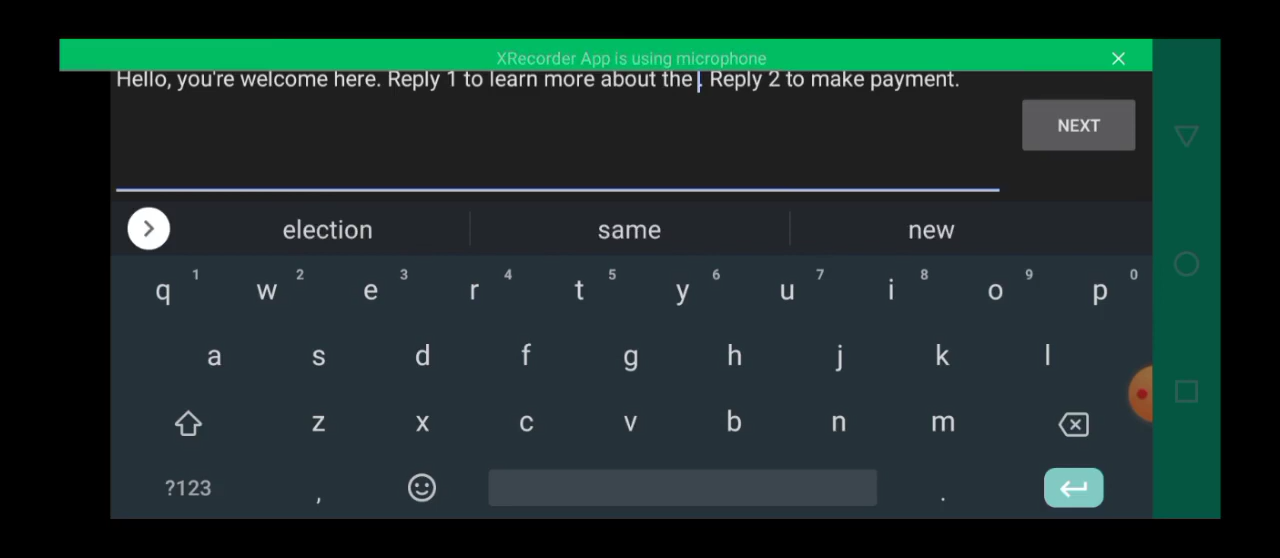 XRecorder App is using microphone
Hello, you're welcome here. Reply 1 to learn more about the . Reply 2 to make payment.
NEXT
election same new
q 1 w 2 e 3 r 4 t 5 y 6 u 7 i 8 o 9 p 0
a s d f g h j k l
z x c v b n m
?123 , .